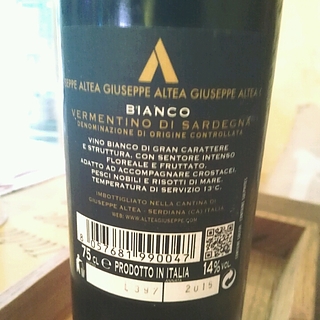 SEPPE ALTEA GIUSEPPE ALTEA GIUSEPPE ALTEA
BIANCO
VERMENTINO DI SARDEGNA
DENOMINAZIONE DI ORIGINE CONTROLLATA
VINO BIANCO DI GRAN CARATTERE
E STRUTTURA, CON SENTORE INTENSO
FLOREALE E FRUTTATO.
ADATTO AD ACCOMPAGNARE CROSTACEI,
PESCI NOBILI E RISOTTI DI MARE.
TEMPERATURA DI SERVIZIO 13°C.
IMBOTTIGLIATO NELLA CANTINA DI
GIUSEPPE ALTEA - SERDIANA (CA) ITALIA
WEB: WWW.ALTEAGIUSEPPE.COM
8 057681 990047
75 cL e PRODOTTO IN ITALIA 14% VOL
L397 2015